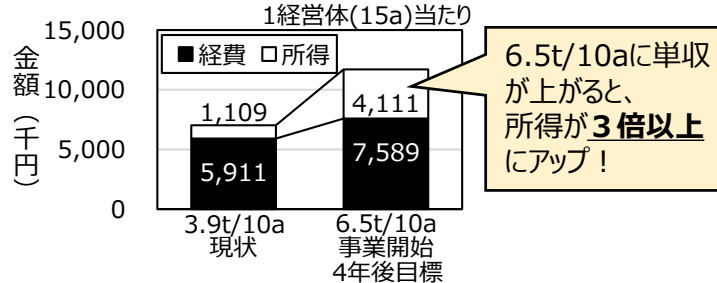 1経営体(15a)当たり
金額（千円）
15,000
10,000
5,000
0
■経費 □所得
1,109
5,911
4,111
7,589
3.9t/10a
現状
6.5t/10a
事業開始
4年後目標
6.5t/10aに単収
が上がると、
所得が３倍以上
にアップ！